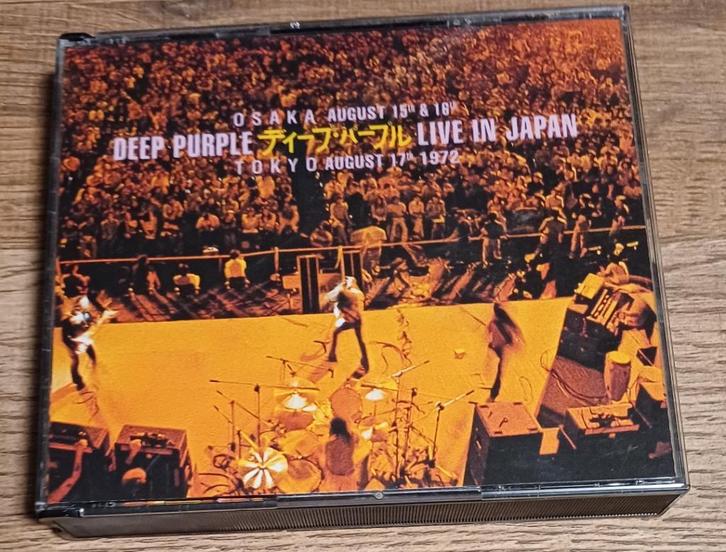 OSAKA AUGUST 15th & 16th
DEEP PURPLE ディープ・パープル LIVE IN JAPAN
TOKYO AUGUST 17th 1972